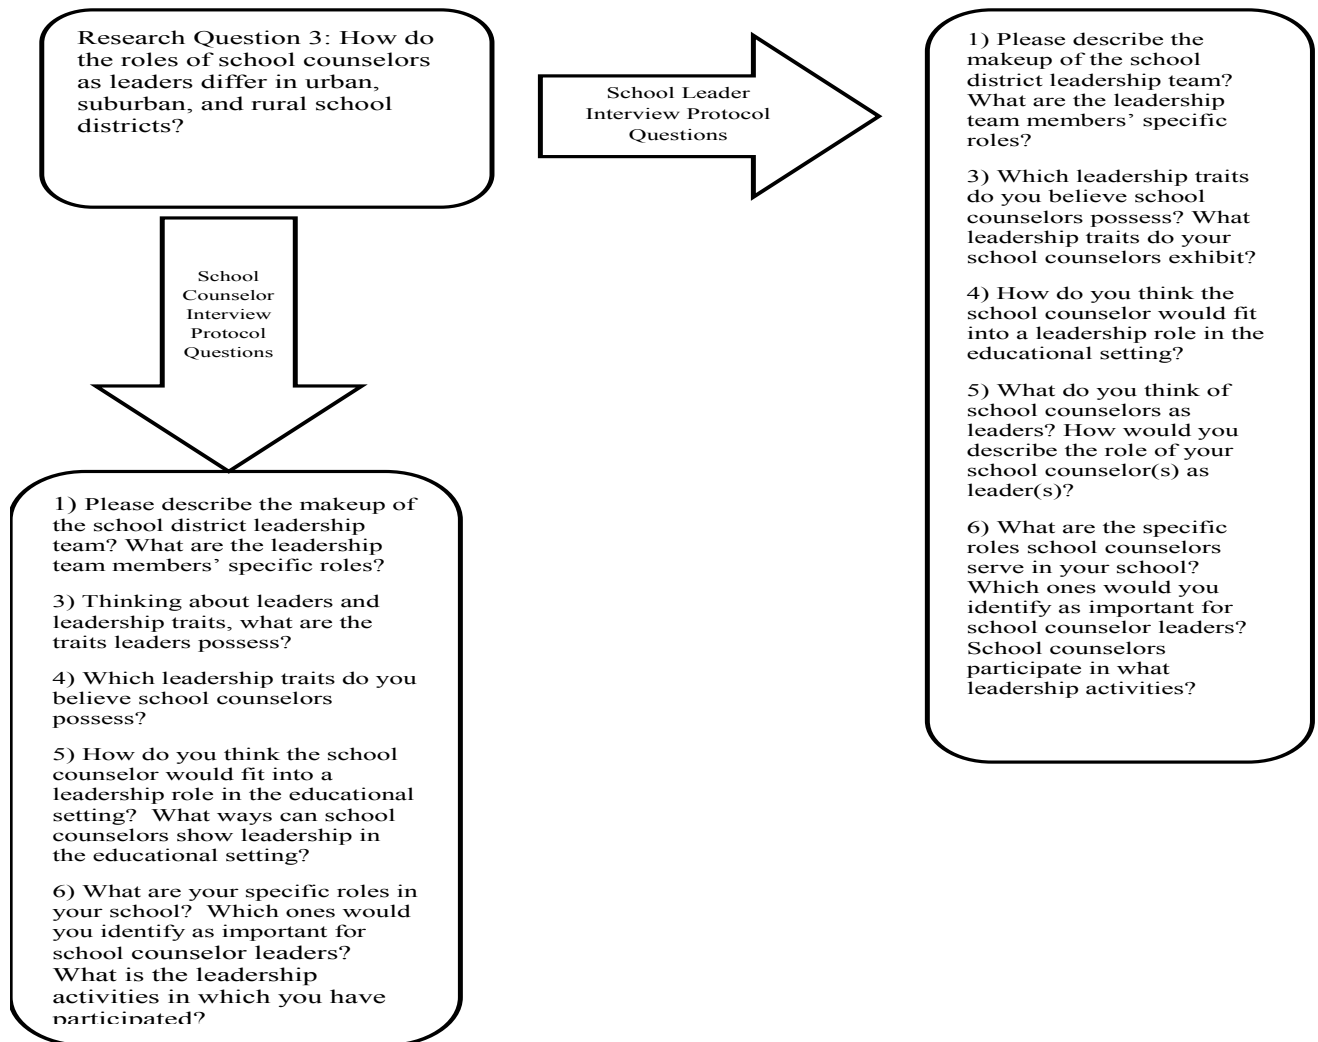 Research Question 3: How do
the roles of school counselors
as leaders differ in urban,
suburban, and rural school
districts?
School Leader
Interview Protocol
Questions
1) Please describe the
makeup of the school
district leadership team?
What are the leadership
team members’ specific
roles?
3) Which leadership traits
do you believe school
counselors possess? What
leadership traits do your
school counselors exhibit?
4) How do you think the
school counselor would fit
into a leadership role in the
educational setting?
5) What do you think of
school counselors as
leaders? How would you
describe the role of your
school counselor(s) as
leader(s)?
6) What are the specific
roles school counselors
serve in your school?
Which ones would you
identify as important for
school counselor leaders?
School counselors
participate in what
leadership activities?
School
Counselor
Interview
Protocol
Questions
1) Please describe the makeup of
the school district leadership
team? What are the leadership
team members’ specific roles?
3) Thinking about leaders and
leadership traits, what are the
traits leaders possess?
4) Which leadership traits do you
believe school counselors
possess?
5) How do you think the school
counselor would fit into a
leadership role in the educational
setting?  What ways can school
counselors show leadership in
the educational setting?
6) What are your specific roles in
your school?  Which ones would
you identify as important for
school counselor leaders?
What is the leadership
activities in which you have
participated?